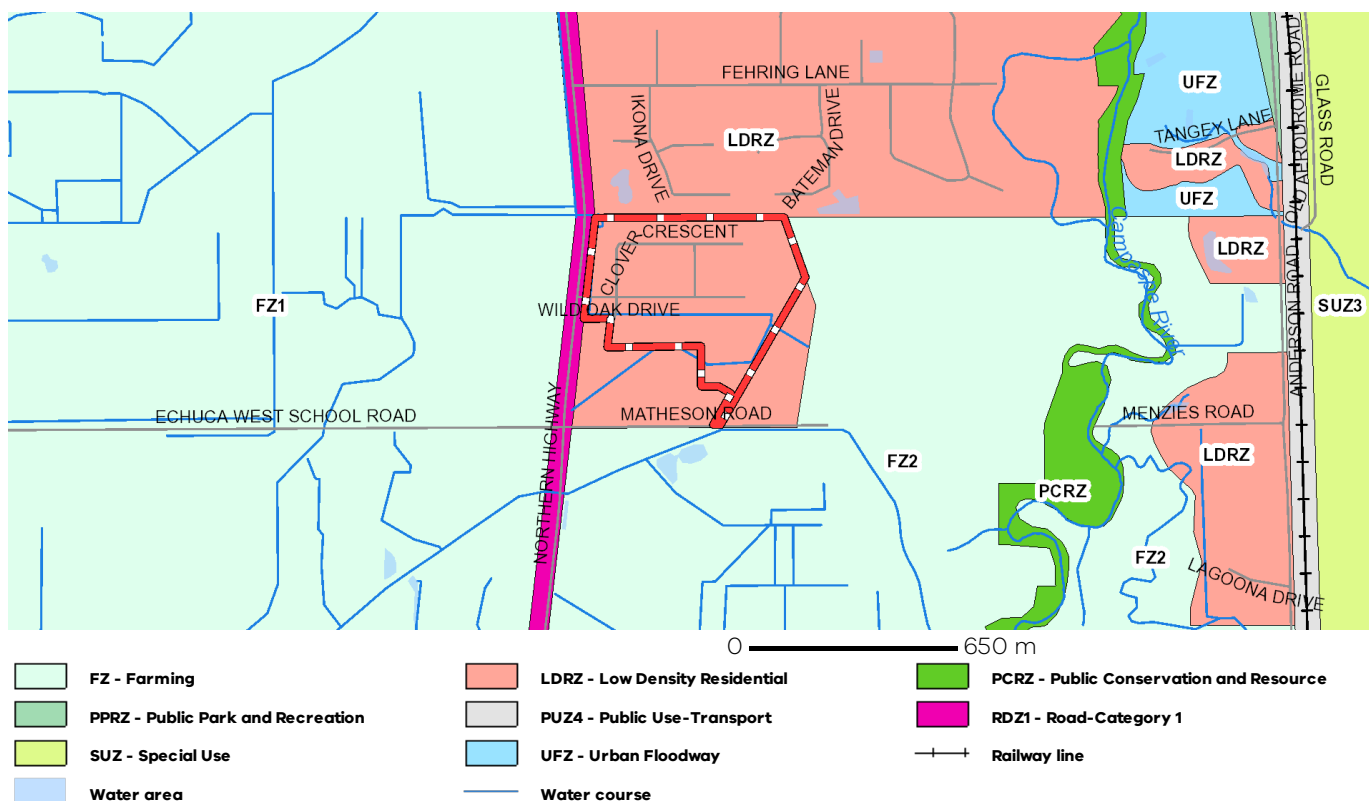 FEHRING LANE
IKONA DRIVE
BATEMAN DRIVE
LDRZ
UFZ
TANGEY LANE
LDRZ
UFZ
OLD AERODROME ROAD
GLASS ROAD
CRESCENT
CLOVER
WILD OAK DRIVE
Campaspe River
LDRZ
SUZ3
FZ1
ANDERSON ROAD
ECHUCA WEST SCHOOL ROAD
MATHESON ROAD
MENZIES ROAD
NORTHERN HIGHWAY
FZ2
LDRZ
PCRZ
FZ2
LAGOONA DRIVE
0 650 m
FZ - Farming
LDRZ - Low Density Residential
PCRZ - Public Conservation and Resource
PPRZ - Public Park and Recreation
PUZ4 - Public Use-Transport
RDZ1 - Road-Category 1
SUZ - Special Use
UFZ - Urban Floodway
Railway line
Water area
Water course